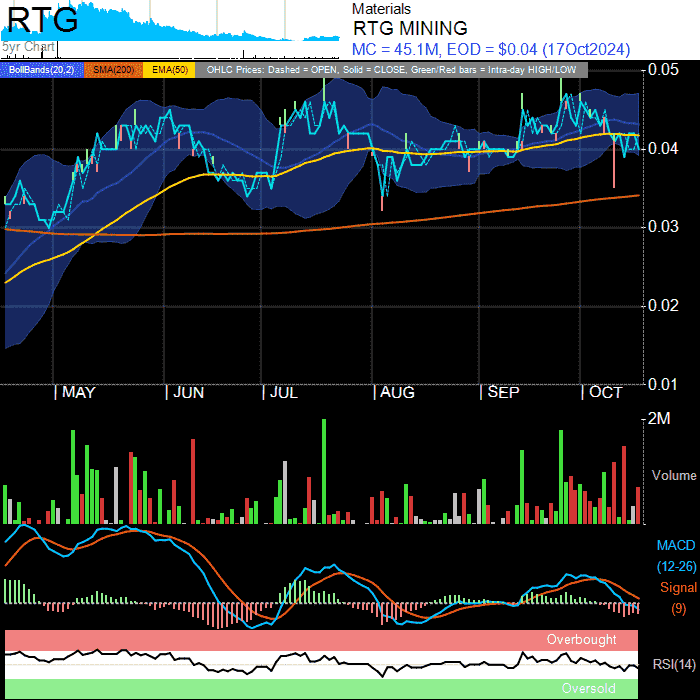 RTG
5yr Chart
Materials
RTG MINING
MC = 45.1M, EOD = $0.04 (17Oct2024)
BollBands(20,2) SMA(200) EMA(50) OHLC Prices: Dashed = OPEN, Solid = CLOSE, Green/Red bars = Intra-day HIGH/LOW
0.05
0.04
0.03
0.02
0.01
| MAY | JUN | JUL | AUG | SEP | OCT
2M
Volume
MACD
(12-26)
Signal
(9)
Overbought
RSI(14)
Oversold